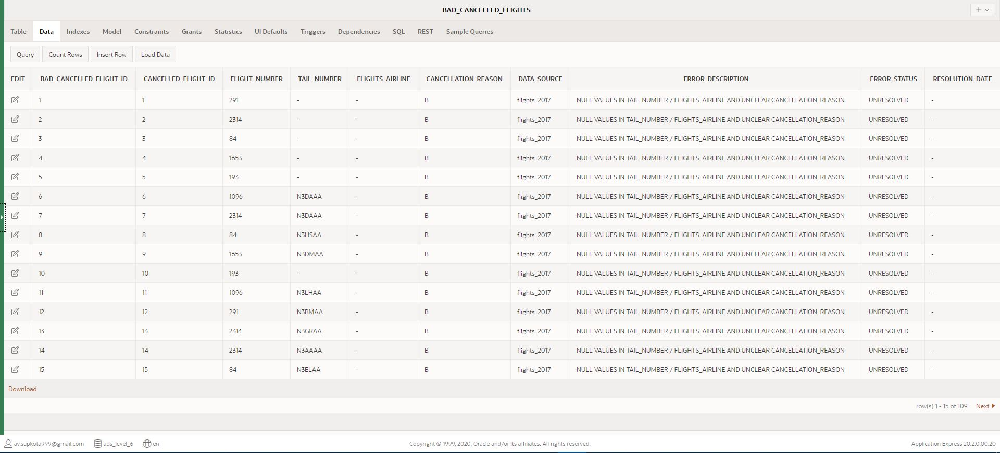 BAD_CANCELLED_FLIGHTS
Table Data Indexes Model Constraints Grants Statistics UI Defaults Triggers Dependencies SQL REST Sample Queries
Query Count Rows Insert Row Load Data
EDIT BAD_CANCELLED_FLIGHT_ID CANCELLED_FLIGHT_ID FLIGHT_NUMBER TAIL_NUMBER FLIGHTS_AIRLINE CANCELLATION_REASON DATA_SOURCE ERROR_DESCRIPTION ERROR_STATUS RESOLUTION_DATE
1 1 291 - - B flights_2017 NULL VALUES IN TAIL_NUMBER / FLIGHTS_AIRLINE AND UNCLEAR CANCELLATION_REASON UNRESOLVED -
2 2 2314 - - B flights_2017 NULL VALUES IN TAIL_NUMBER / FLIGHTS_AIRLINE AND UNCLEAR CANCELLATION_REASON UNRESOLVED -
3 3 84 - - B flights_2017 NULL VALUES IN TAIL_NUMBER / FLIGHTS_AIRLINE AND UNCLEAR CANCELLATION_REASON UNRESOLVED -
4 4 1653 - - B flights_2017 NULL VALUES IN TAIL_NUMBER / FLIGHTS_AIRLINE AND UNCLEAR CANCELLATION_REASON UNRESOLVED -
5 5 193 - - B flights_2017 NULL VALUES IN TAIL_NUMBER / FLIGHTS_AIRLINE AND UNCLEAR CANCELLATION_REASON UNRESOLVED -
6 6 1096 N3DAAA - B flights_2017 NULL VALUES IN TAIL_NUMBER / FLIGHTS_AIRLINE AND UNCLEAR CANCELLATION_REASON UNRESOLVED -
7 7 2314 N3DAAA - B flights_2017 NULL VALUES IN TAIL_NUMBER / FLIGHTS_AIRLINE AND UNCLEAR CANCELLATION_REASON UNRESOLVED -
8 8 84 N3HSAA - B flights_2017 NULL VALUES IN TAIL_NUMBER / FLIGHTS_AIRLINE AND UNCLEAR CANCELLATION_REASON UNRESOLVED -
9 9 1653 N3DMAA - B flights_2017 NULL VALUES IN TAIL_NUMBER / FLIGHTS_AIRLINE AND UNCLEAR CANCELLATION_REASON UNRESOLVED -
10 10 193 - - B flights_2017 NULL VALUES IN TAIL_NUMBER / FLIGHTS_AIRLINE AND UNCLEAR CANCELLATION_REASON UNRESOLVED -
11 11 1096 N3LHAA - B flights_2017 NULL VALUES IN TAIL_NUMBER / FLIGHTS_AIRLINE AND UNCLEAR CANCELLATION_REASON UNRESOLVED -
12 12 291 N3BMAA - B flights_2017 NULL VALUES IN TAIL_NUMBER / FLIGHTS_AIRLINE AND UNCLEAR CANCELLATION_REASON UNRESOLVED -
13 13 2314 N3GRAA - B flights_2017 NULL VALUES IN TAIL_NUMBER / FLIGHTS_AIRLINE AND UNCLEAR CANCELLATION_REASON UNRESOLVED -
14 14 2314 N3AAAA - B flights_2017 NULL VALUES IN TAIL_NUMBER / FLIGHTS_AIRLINE AND UNCLEAR CANCELLATION_REASON UNRESOLVED -
15 15 84 N3ELAA - B flights_2017 NULL VALUES IN TAIL_NUMBER / FLIGHTS_AIRLINE AND UNCLEAR CANCELLATION_REASON UNRESOLVED -
Download
row(s) 1 - 15 of 109 Next
av.sapkota999@gmail.com ads_level_6 en Copyright © 1999, 2020, Oracle and/or its affiliates. All rights reserved. Application Express 20.2.0.00.20